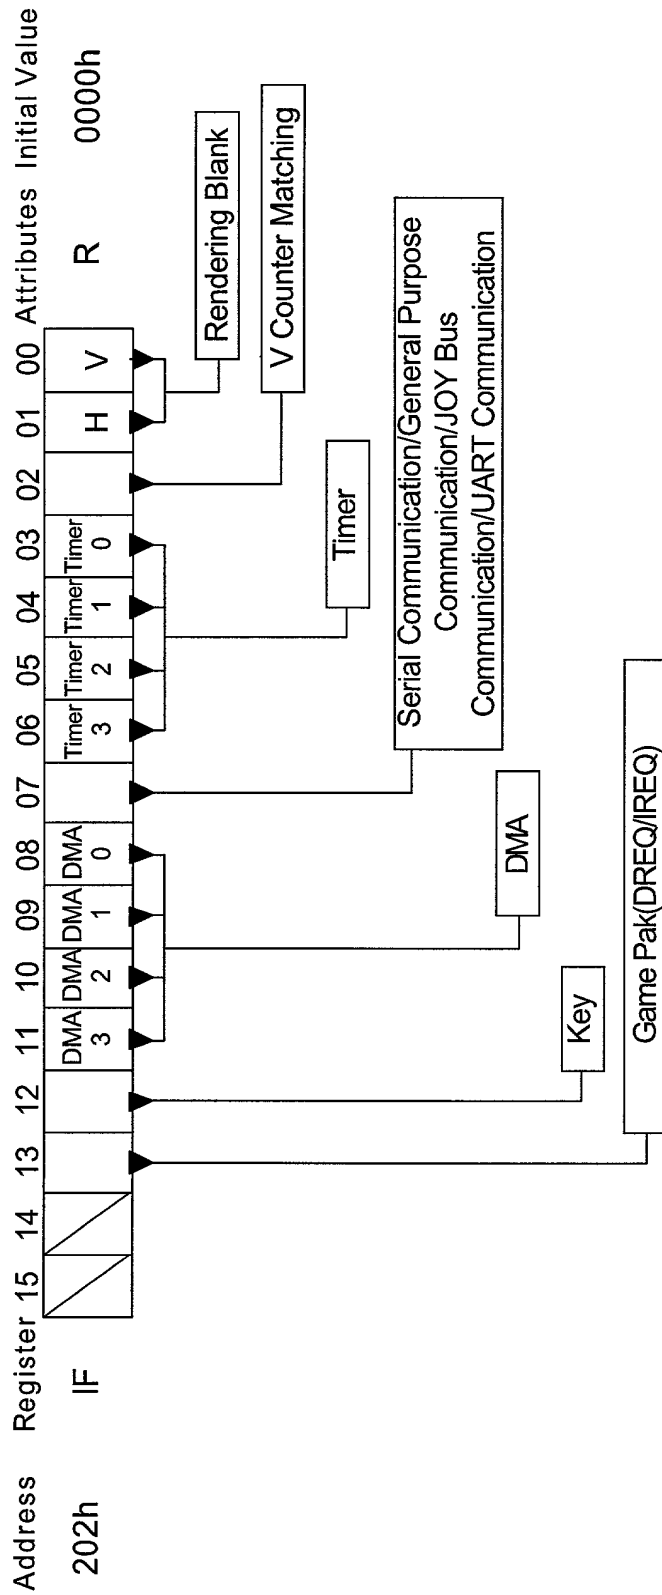 Address Register 15 14 13 12 11 10 09 08 07 06 05 04 03 02 01 00 Attributes Initial Value
202h IF DMA 3 DMA 2 DMA 1 DMA 0 Timer 3 Timer 2 Timer 1 Timer 0 H V R 0000h
Rendering Blank
V Counter Matching
Timer
Serial Communication/General Purpose
Communication/JOY Bus
Communication/UART Communication
DMA
Key
Game Pak(DREQ/IREQ)